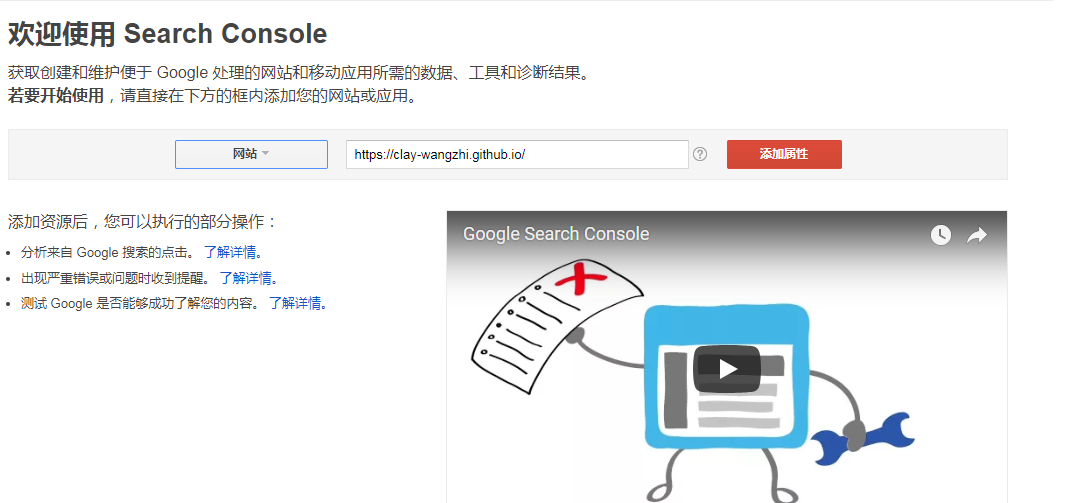 欢迎使用 Search Console
获取创建和维护便于 Google 处理的网站和移动应用所需的数据、工具和诊断结果。
若要开始使用，请直接在下方的框内添加您的网站或应用。
网站
https://clay-wangzhi.github.io/
?
添加属性
添加资源后，您可以执行的部分操作：
分析来自 Google 搜索的点击。 了解详情。
出现严重错误或问题时收到提醒。 了解详情。
测试 Google 是否能够成功了解您的内容。 了解详情。
Google Search Console